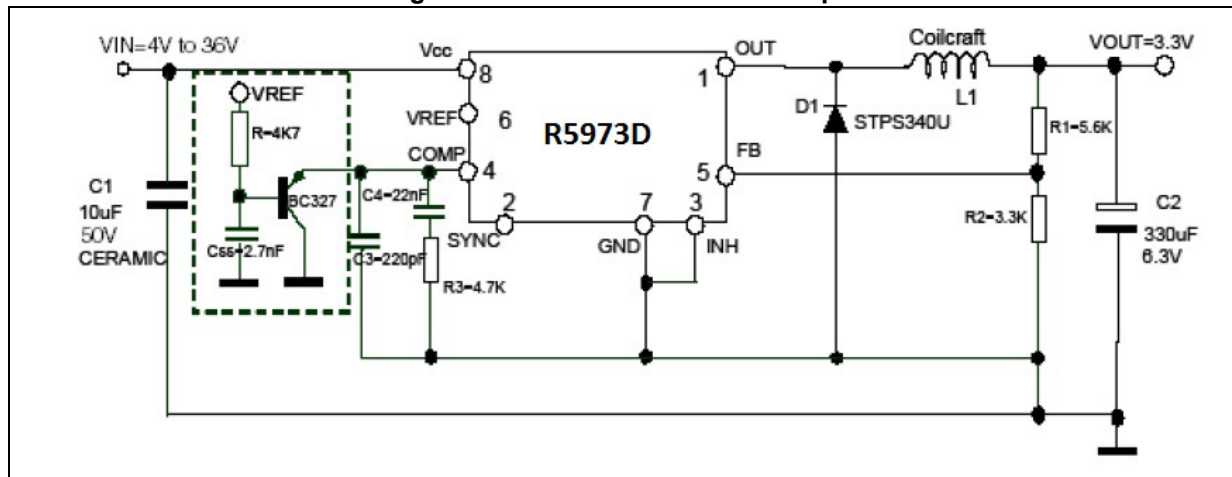 VIN=4V to 36V
Vcc
8
VREF
R=4K7
BC327
Css=2.7nF
C1
10uF
50V
CERAMIC
VREF
6
COMP
4
C4=22nF
C3=220pF
R3=4.7K
2
SYNC
R5973D
7
GND
3
INH
OUT
1
FB
5
D1
STPS340U
Coilcraft
L1
VOUT=3.3V
R1=5.6K
R2=3.3K
C2
330uF
6.3V